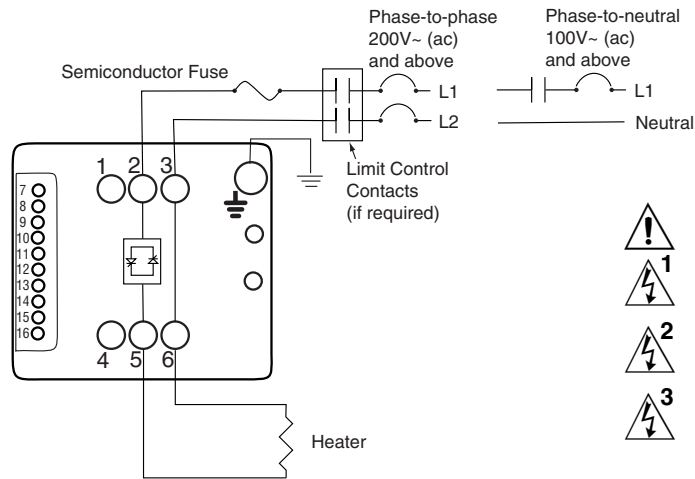 Phase-to-phase
200V~ (ac)
and above
Phase-to-neutral
100V~ (ac)
and above
Semiconductor Fuse
L1
L2
L1
Neutral
Limit Control
Contacts
(if required)
1 2 3
7
8
9
10
11
12
13
14
15
16
4 5 6
Heater
!
1
2
3